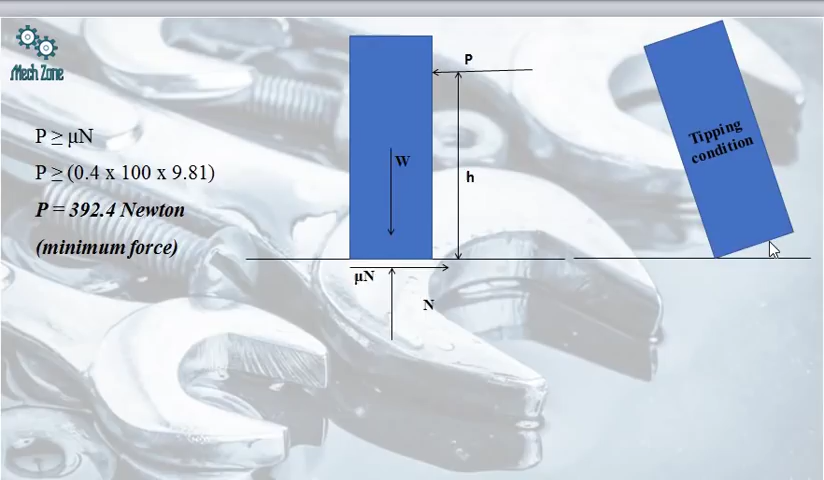 Mech Zone
P ≥ μN
P ≥ (0.4 x 100 x 9.81)
P = 392.4 Newton
(minimum force)
P
W
h
μN
N
Tipping
condition